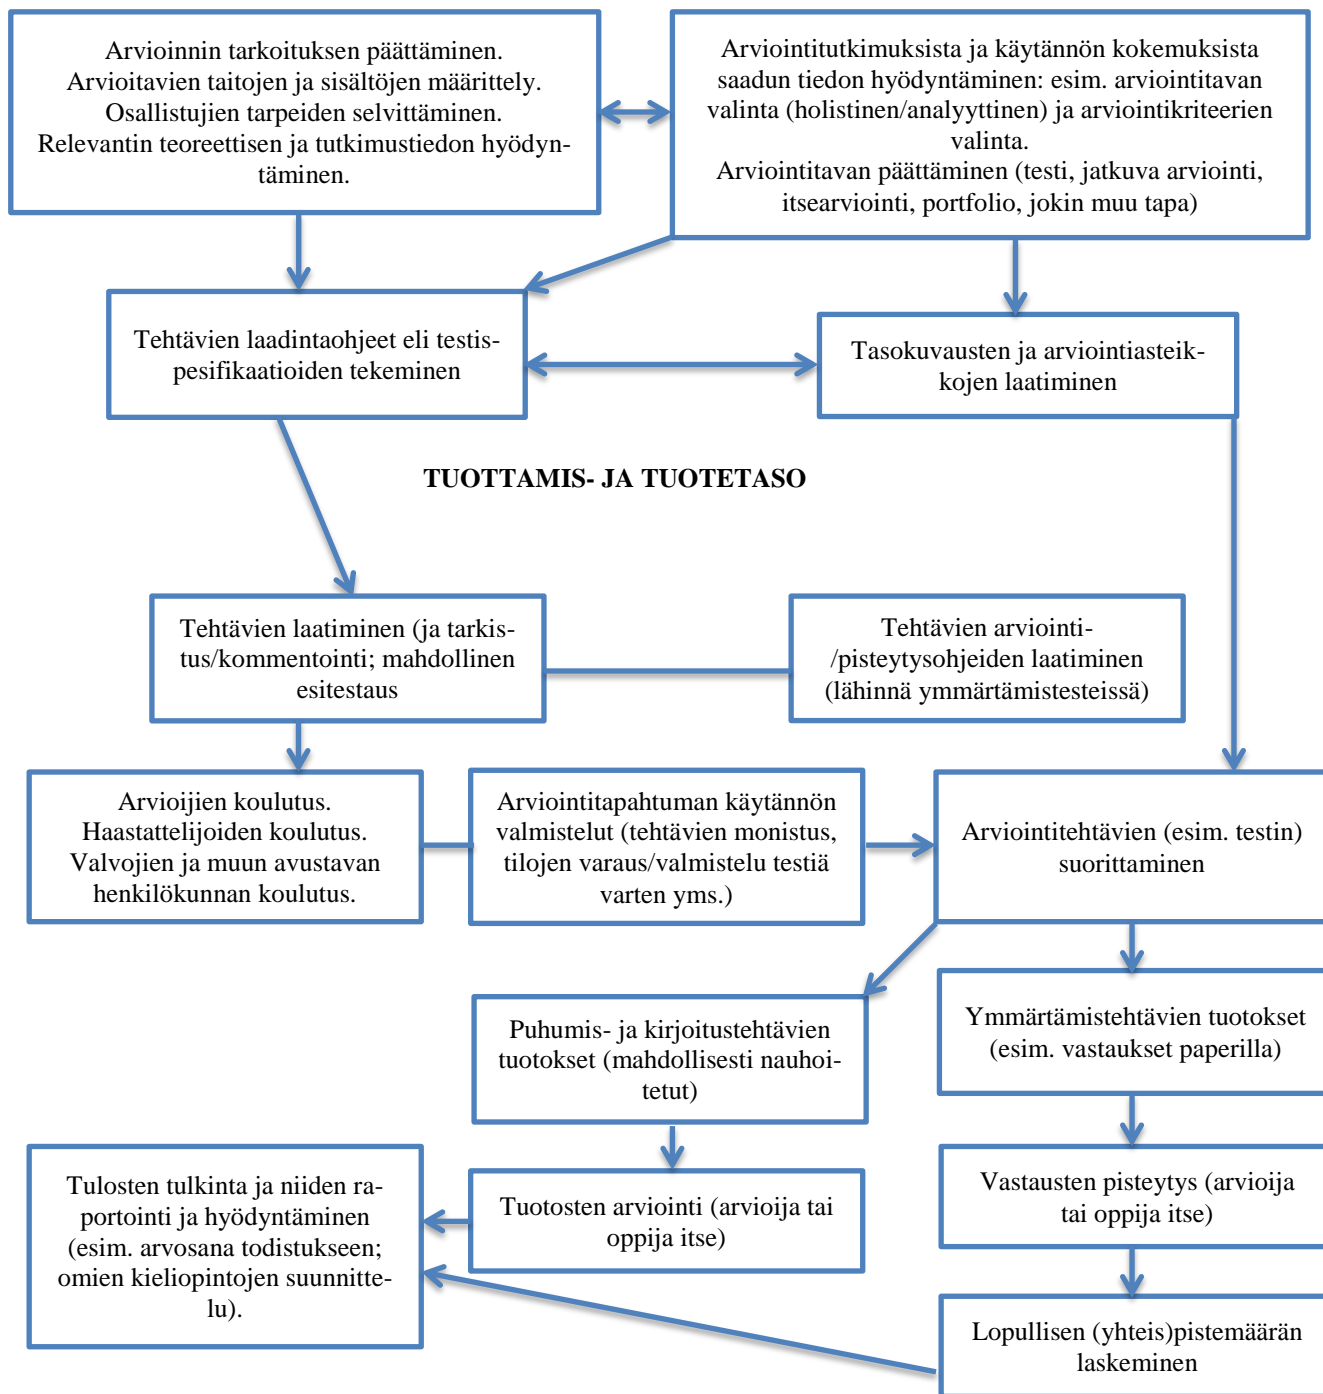 Arvioinnin tarkoituksen päättäminen.
Arvioitavien taitojen ja sisältöjen määrittely.
Osallistujien tarpeiden selvittäminen.
Relevantin teoreettisen ja tutkimustiedon hyödyn-
täminen.
Arviointitutkimuksista ja käytännön kokemuksista
saadun tiedon hyödyntäminen: esim. arviointitavan
valinta (holistinen/analyyttinen) ja arviointikriteerien
valinta.
Arviointitavan päättäminen (testi, jatkuva arviointi,
itsearviointi, portfolio, jokin muu tapa)
Tehtävien laadintaohjeet eli testis-
pesifikaatioiden tekeminen
Tasokuvausten ja arviointiasteik-
kojen laatiminen
TUOTTAMIS- JA TUOTETASO
Tehtävien laatiminen (ja tarkis-
tus/kommentointi; mahdollinen
esitestaus
Tehtävien arviointi-
/pisteytysohjeiden laatiminen
(lähinnä ymmärtämistesteissä)
Arvioijien koulutus.
Haastattelijoiden koulutus.
Valvojien ja muun avustavan
henkilökunnan koulutus.
Arviointitapahtuman käytännön
valmistelut (tehtävien monistus,
tilojen varaus/valmistelu testiä
varten yms.)
Arviointitehtävien (esim. testin)
suorittaminen
Puhumis- ja kirjoitustehtävien
tuotokset (mahdollisesti nauhoi-
tetut)
Ymmärtämistehtävien tuotokset
(esim. vastaukset paperilla)
Tulosten tulkinta ja niiden ra-
portointi ja hyödyntäminen
(esim. arvosana todistukseen;
omien kieliopintojen suunnitte-
lu).
Tuotosten arviointi (arvioija tai
oppija itse)
Vastausten pisteytys (arvioija
tai oppija itse)
Lopullisen (yhteis)pistemäärän
laskeminen